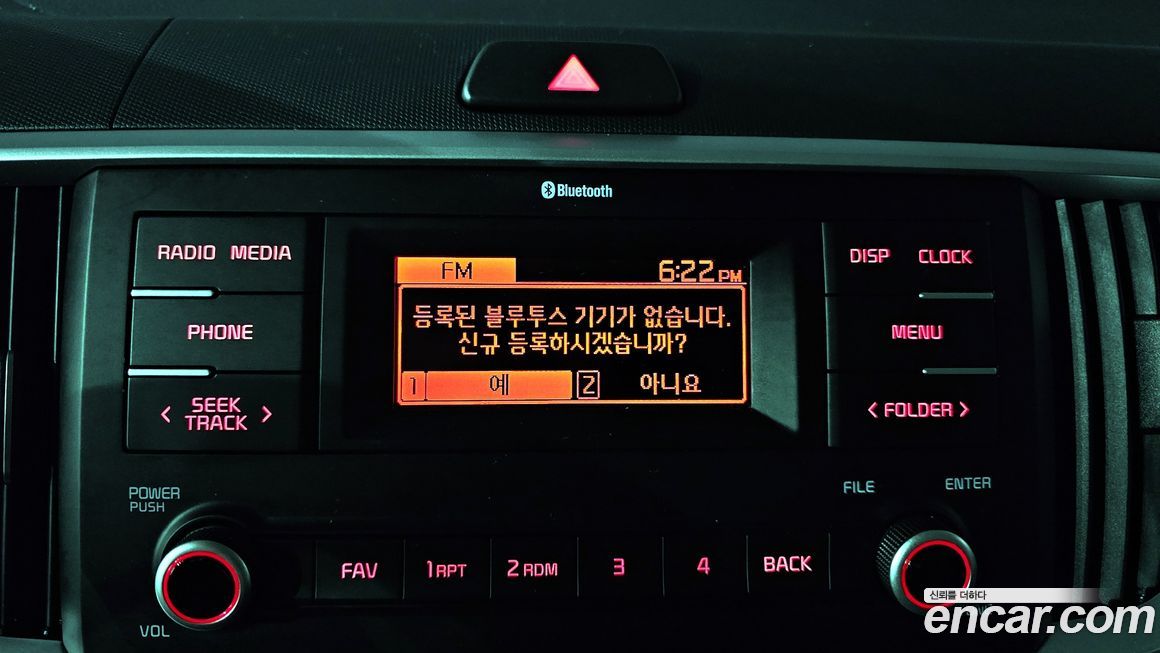 Bluetooth
RADIO MEDIA
PHONE
< SEEK TRACK >
FM 6:22 PM
등록된 블루투스 기기가 없습니다.
신규 등록하시겠습니까?
1 예 2 아니요
DISP CLOCK
MENU
< FOLDER >
POWER
PUSH
VOL
FAV 1 RPT 2 RDM 3 4 BACK
FILE ENTER
신뢰를 더하다
encar.com